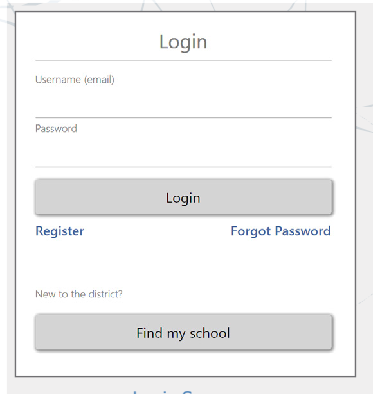 Login
Username (email)
Password
Login
Register Forgot Password
New to the district?
Find my school